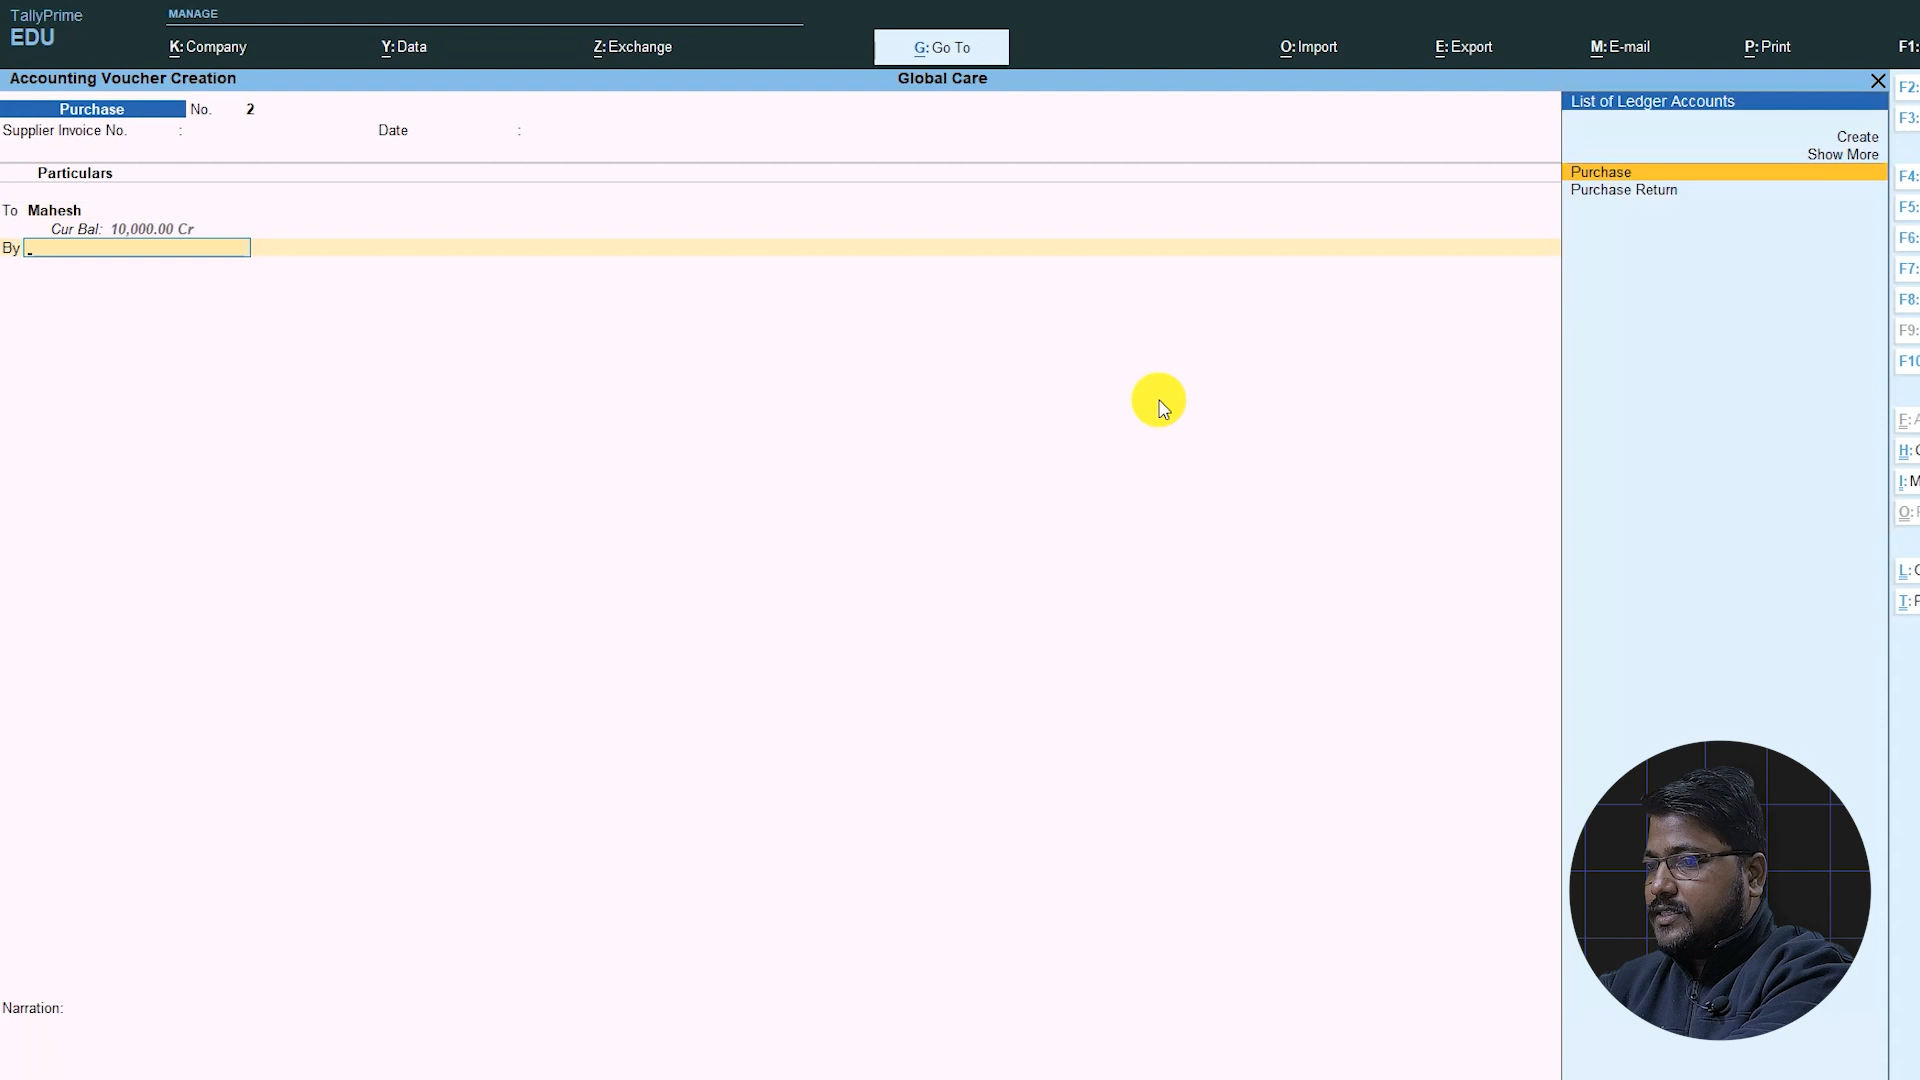 TallyPrime
EDU
MANAGE
K: Company
Y: Data
Z: Exchange
G: Go To
O: Import
E: Export
M: E-mail
P: Print
F1:
Accounting Voucher Creation
Global Care
F2:
Purchase No. 2
List of Ledger Accounts
F3:
Supplier Invoice No. : Date :
Create
Show More
Particulars
Purchase
F4:
Purchase Return
To Mahesh
F5:
Cur Bal: 10,000.00 Cr
F6:
By
F7:
F8:
F9:
F10
F:
H:
I: M
O:
L:
T:
Narration: